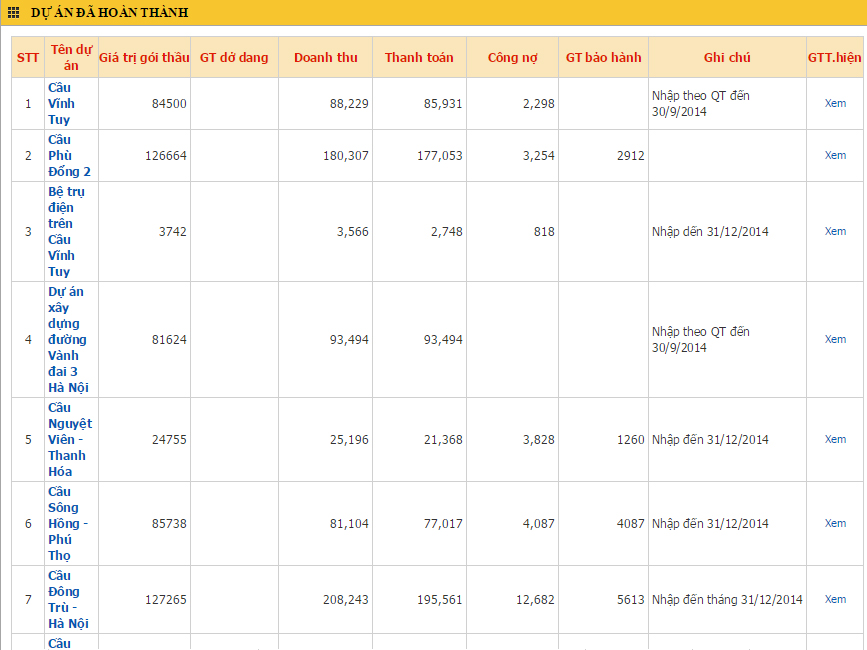 DỰ ÁN ĐÃ HOÀN THÀNH
STT Tên dự án Giá trị gói thầu GT dở dang Doanh thu Thanh toán Công nợ GT bảo hành Ghi chú GTT.hiện
1 Cầu Vĩnh Tuy 84500 88,229 85,931 2,298 Nhập theo QT đến 30/9/2014 Xem
2 Cầu Phù Đổng 2 126664 180,307 177,053 3,254 2912 Xem
3 Bệ trụ điện trên Cầu Vĩnh Tuy 3742 3,566 2,748 818 Nhập dến 31/12/2014 Xem
4 Dự án xây dựng đường Vành đai 3 Hà Nội 81624 93,494 93,494 Nhập theo QT đến 30/9/2014 Xem
5 Cầu Nguyệt Viên - Thanh Hóa 24755 25,196 21,368 3,828 1260 Nhập đến 31/12/2014 Xem
6 Cầu Sông Hồng - Phú Thọ 85738 81,104 77,017 4,087 4087 Nhập đến 31/12/2014 Xem
7 Cầu Đông Trù - Hà Nội 127265 208,243 195,561 12,682 5613 Nhập đến tháng 31/12/2014 Xem
Cầu